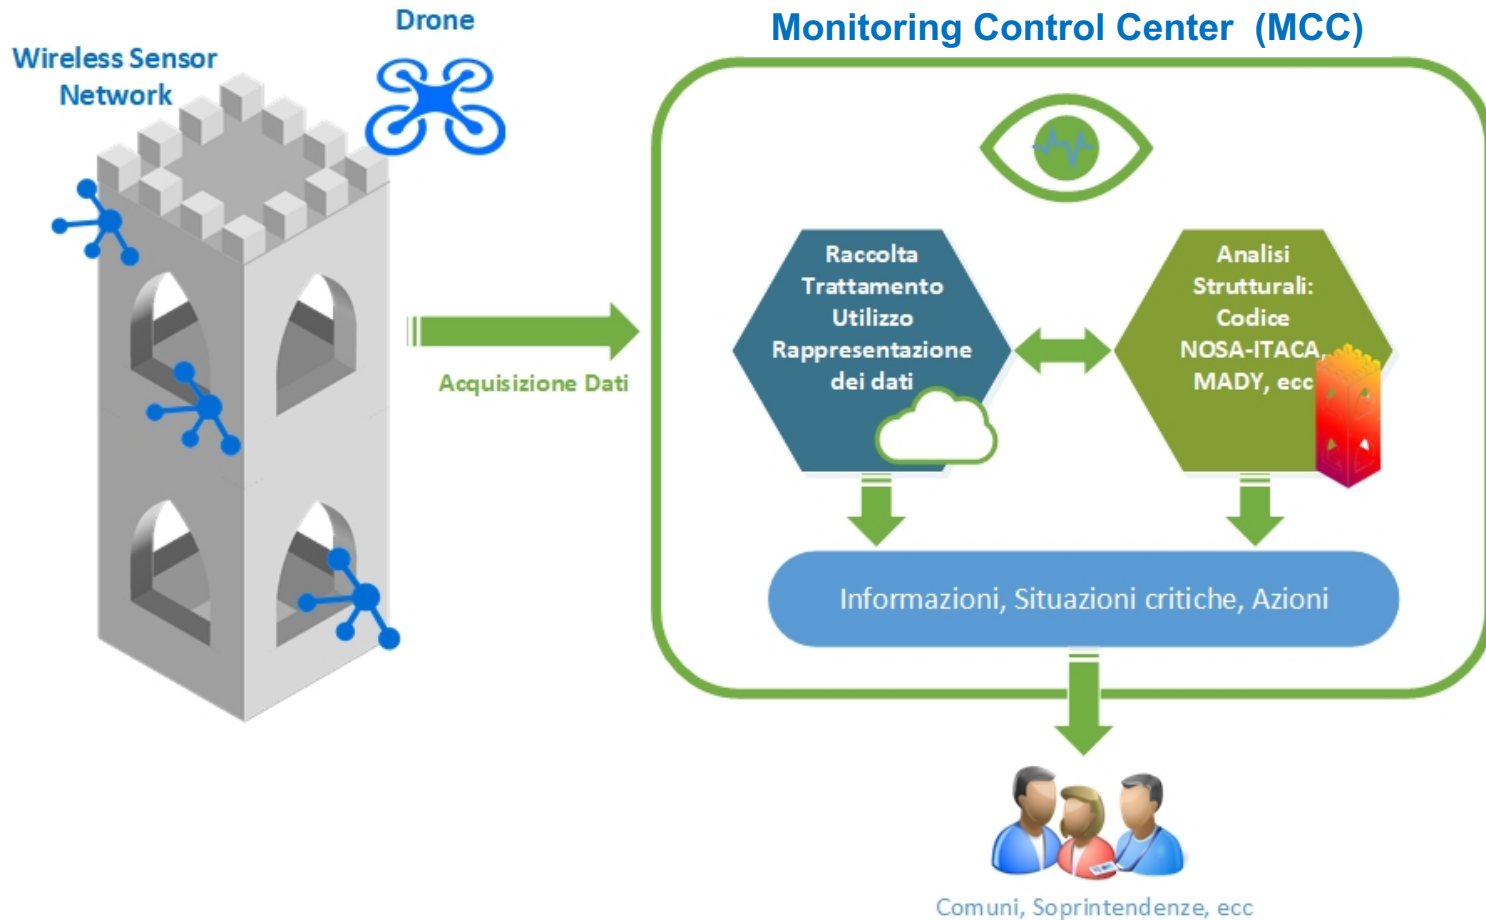 Drone
Monitoring Control Center (MCC)
Wireless Sensor
Network
Raccolta
Trattamento
Utilizzo
Rappresentazione
dei dati
Analisi
Strutturali:
Codice
NOSA-ITACA,
MADY, ecc
Acquisizione Dati
Informazioni, Situazioni critiche, Azioni
Comuni, Soprintendenze, ecc